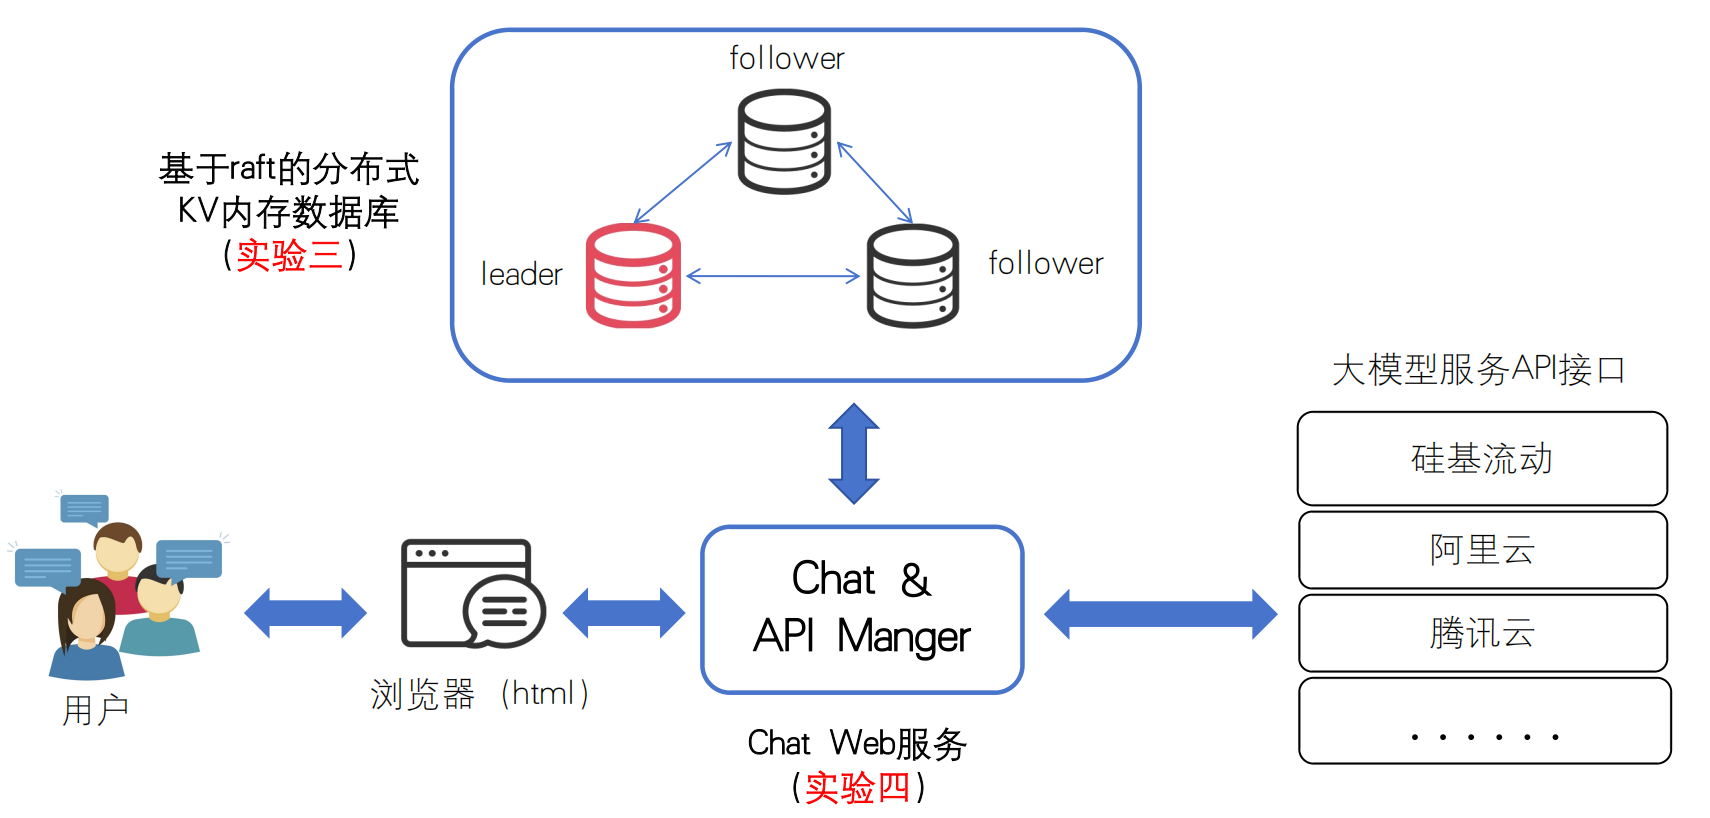 follower
基于raft的分布式
KV内存数据库
（实验三）
leader
follower
大模型服务API接口
硅基流动
阿里云
腾讯云
······
Chat & 
API Manger
用户
浏览器（html）
Chat Web服务
（实验四）